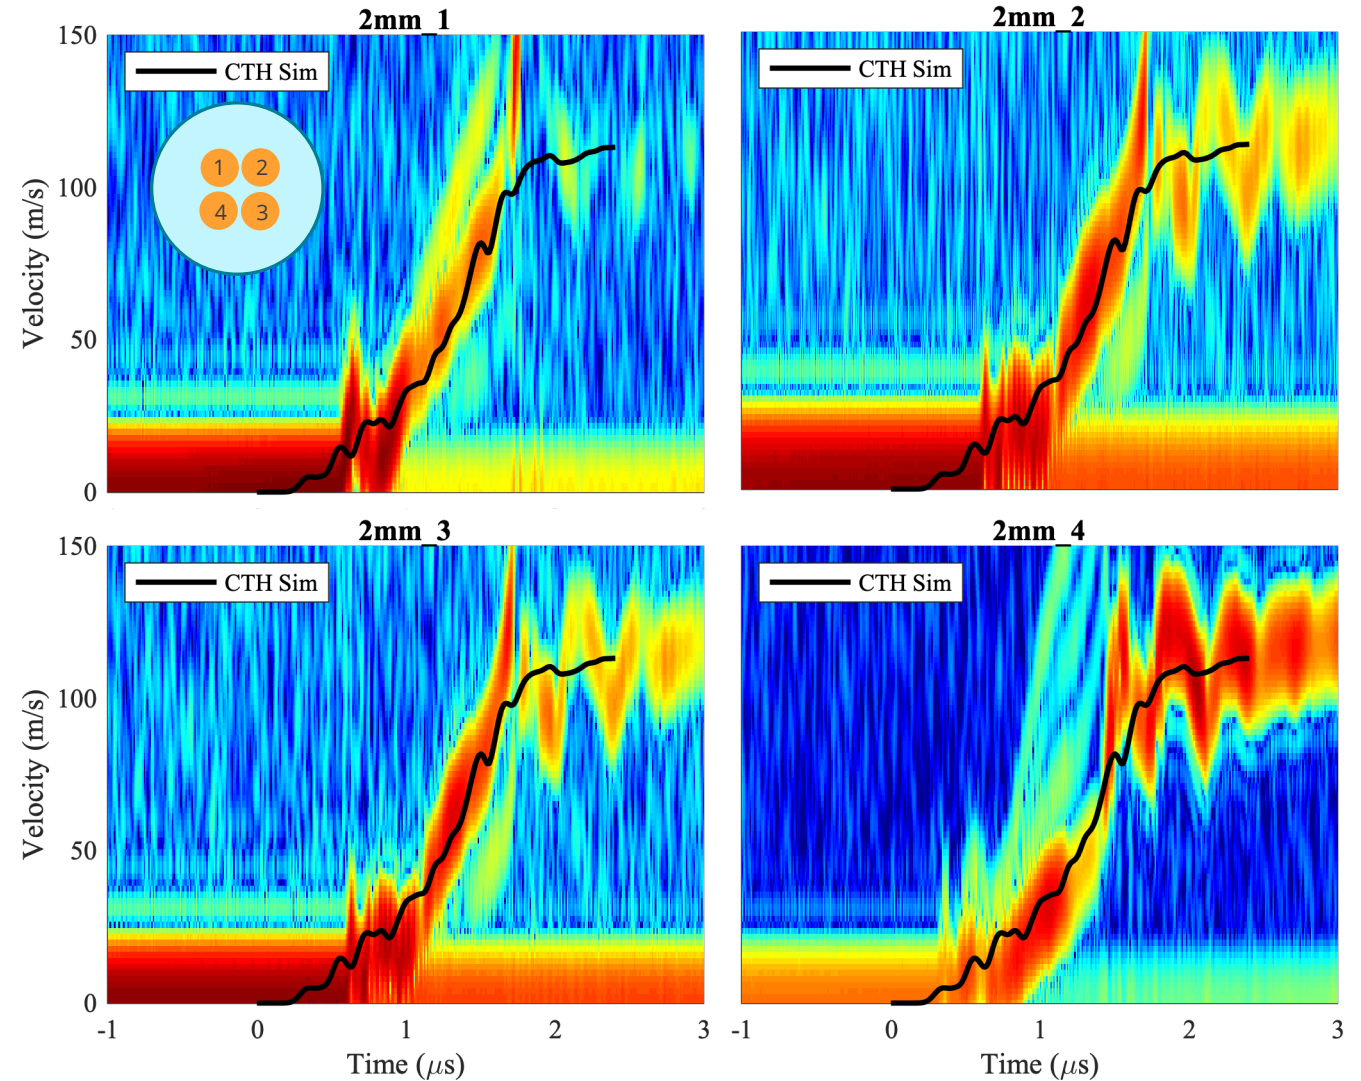 2mm_1
2mm_2
150
CTH Sim
CTH Sim
1 2
4 3
100
50
0
Velocity (m/s)
2mm_3
2mm_4
150
CTH Sim
CTH Sim
100
50
0
Velocity (m/s)
-1 0 1 2 3
-1 0 1 2 3
Time (μs)
Time (μs)